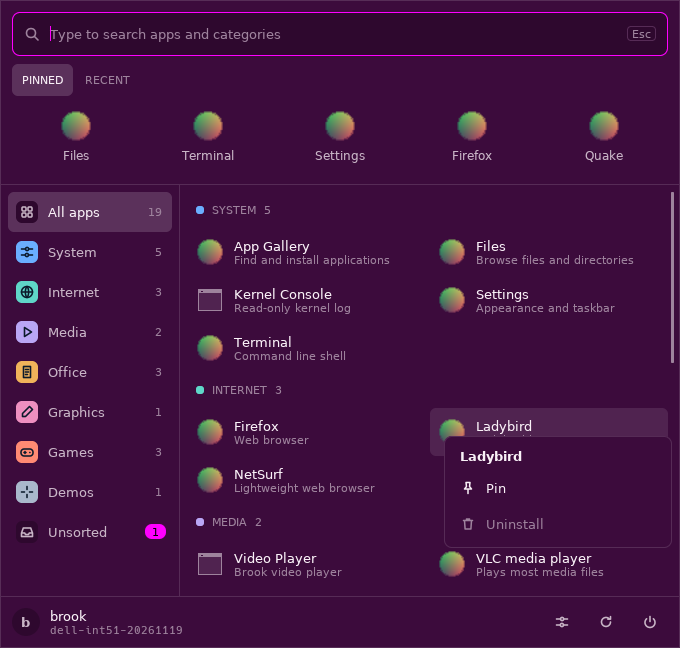 Type to search apps and categories Esc
PINNED RECENT
Files Terminal Settings Firefox Quake
All apps 19
System 5
Internet 3
Media 2
Office 3
Graphics 1
Games 3
Demos 1
Unsorted 1
SYSTEM 5
App Gallery
Find and install applications
Files
Browse files and directories
Kernel Console
Read-only kernel log
Settings
Appearance and taskbar
Terminal
Command line shell
INTERNET 3
Firefox
Web browser
Ladybird
NetSurf
Lightweight web browser
Ladybird
Pin
Uninstall
MEDIA 2
Video Player
Brook video player
VLC media player
Plays most media files
b
brook
dell-int51-20261119